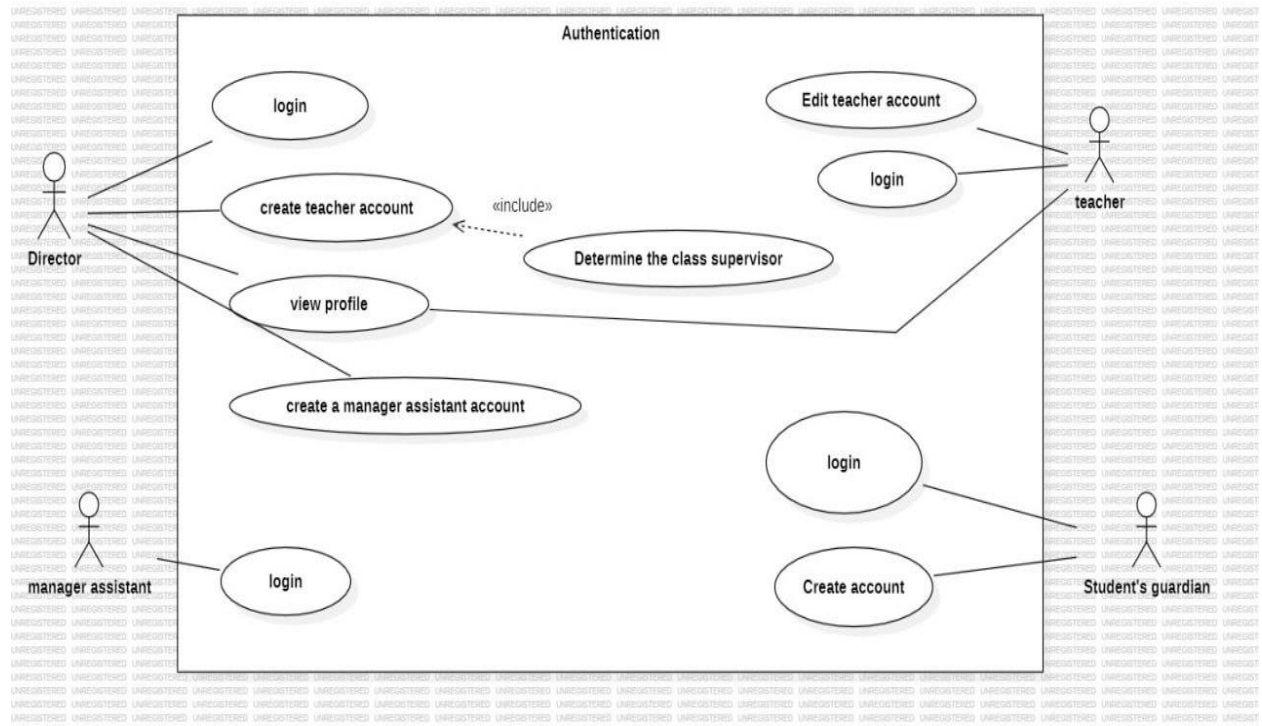 Authentication
login
Edit teacher account
login
create teacher account
«include»
teacher
Determine the class supervisor
Director
view profile
create a manager assistant account
login
login
manager assistant
Create account
Student's guardian
UNREGISTERED